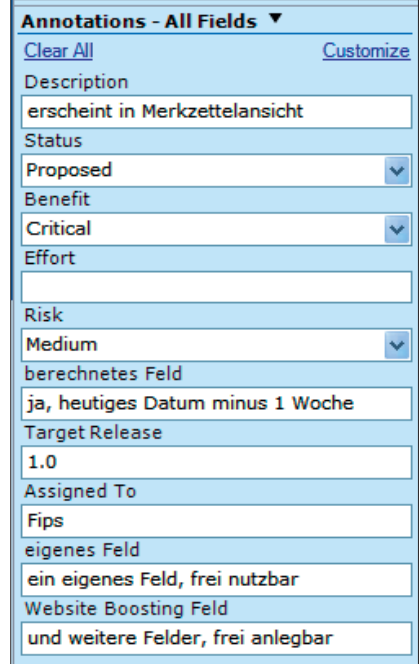 Annotations - All Fields ▼
Clear All Customize
Description
erscheint in Merkzettelansicht
Status
Proposed
Benefit
Critical
Effort
Risk
Medium
berechnetes Feld
ja, heutiges Datum minus 1 Woche
Target Release
1.0
Assigned To
Fips
eigenes Feld
ein eigenes Feld, frei nutzbar
Website Boosting Feld
und weitere Felder, frei anlegbar